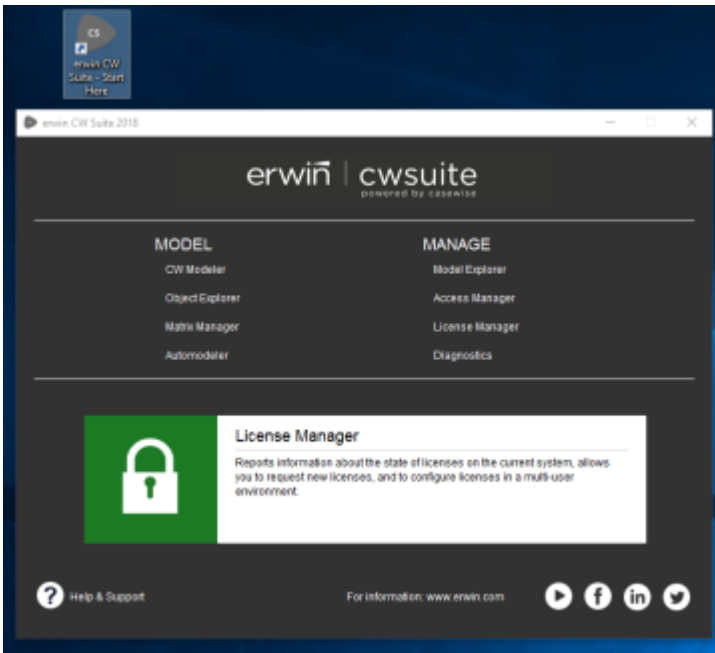 CS
erwin CW
Suite - Start
Here
erwin CW Suite 2018
erwin | cwsuite
powered by casewise
MODEL
MANAGE
CW Modeler
Model Explorer
Object Explorer
Access Manager
Matrix Manager
License Manager
Automodeler
Diagnostics
License Manager
Reports information about the state of licenses on the current system, allows
you to request new licenses, and to configure licenses in a multi-user
environment.
? Help & Support
For information: www.erwin.com
f
in